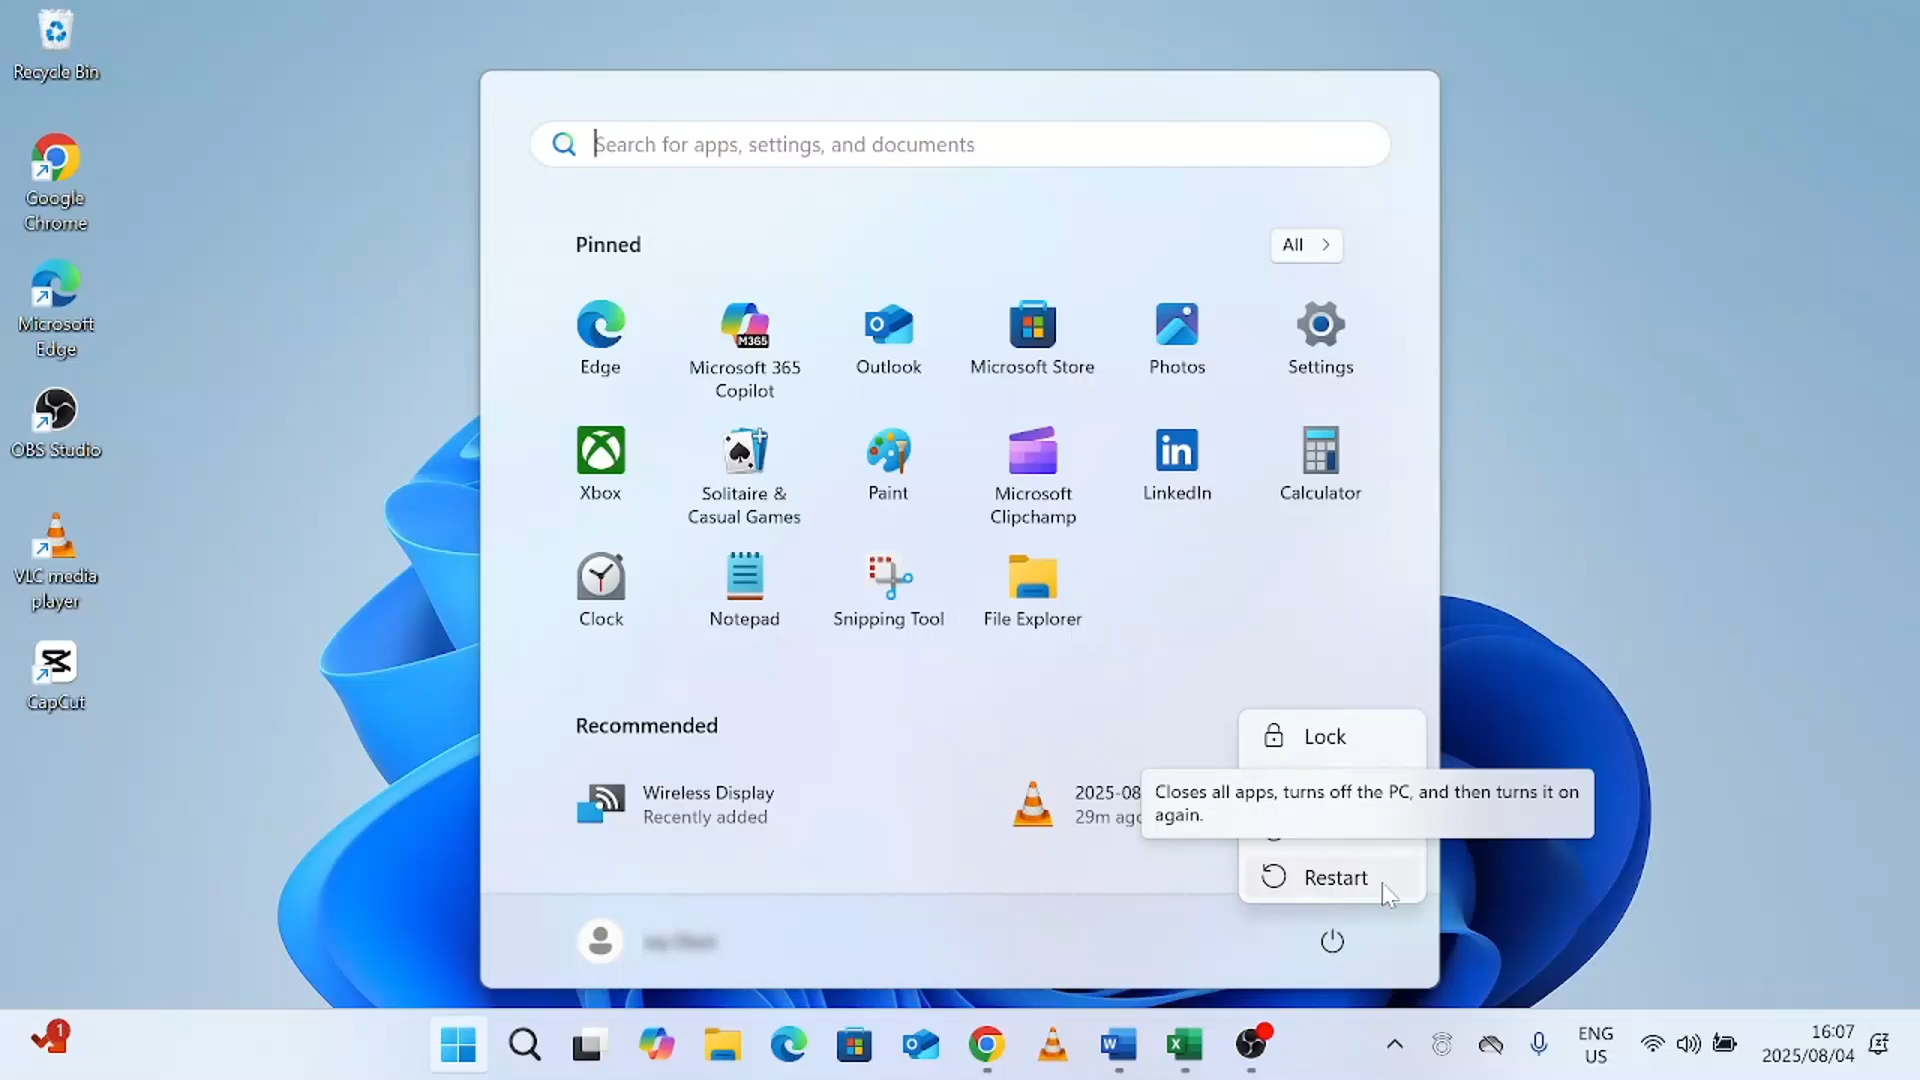 Recycle Bin
Google
Chrome
Microsoft
Edge
OBS Studio
VLC media
player
CapCut
Search for apps, settings, and documents
Pinned
All
Edge
M365
Microsoft 365
Copilot
Outlook
Microsoft Store
Photos
Settings
Xbox
Solitaire &
Casual Games
Paint
Microsoft
Clipchamp
LinkedIn
Calculator
Clock
Notepad
Snipping Tool
File Explorer
Recommended
Wireless Display
Recently added
2025-08
29m ago
Lock
Closes all apps, turns off the PC, and then turns it on
again.
Restart
1
ENG
US
16:07
2025/08/04